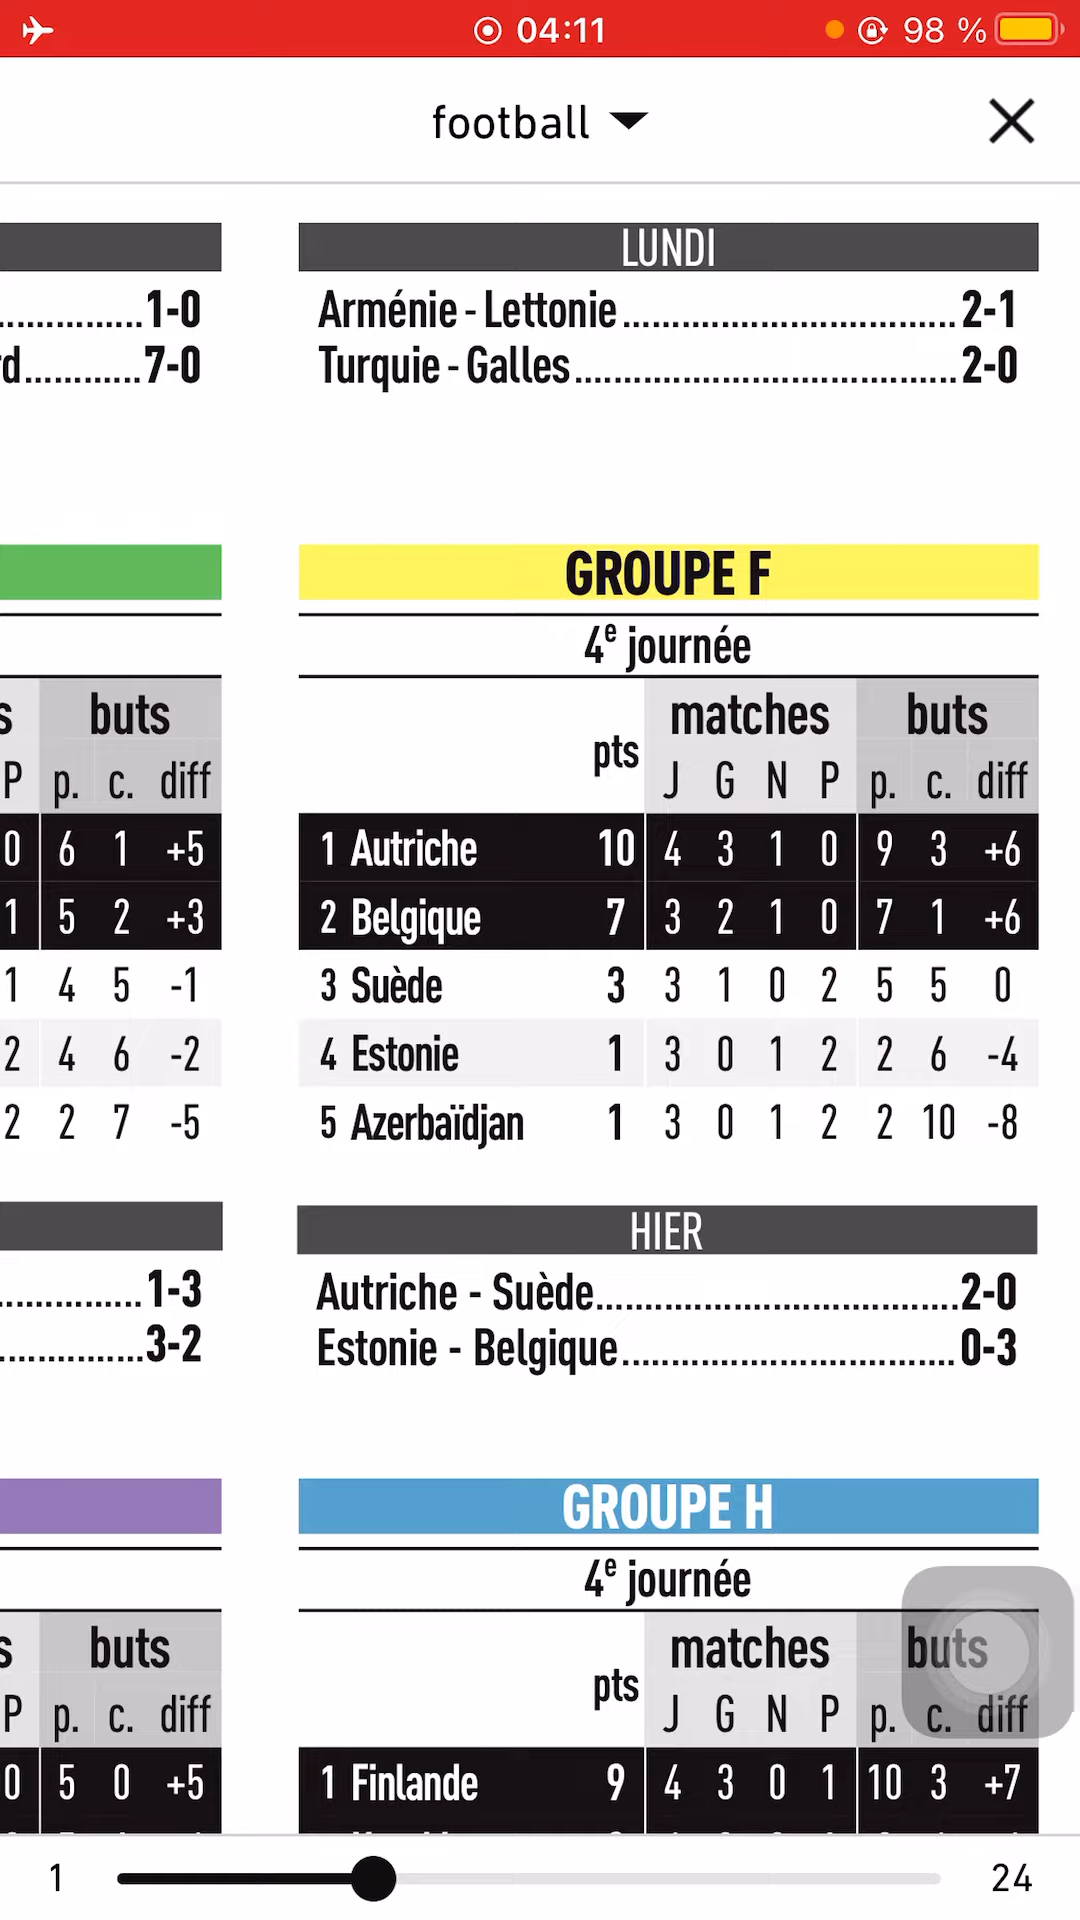 04:11 98 %
football
LUNDI
1-0
Arménie - Lettonie 2-1
d 7-0
Turquie - Galles 2-0
GROUPE F
4e journée
s buts
P p. c. diff
pts matches buts
J G N P p. c. diff
0 6 1 +5
1 Autriche 10 4 3 1 0 9 3 +6
1 5 2 +3
2 Belgique 7 3 2 1 0 7 1 +6
1 4 5 -1
3 Suède 3 3 1 0 2 5 5 0
2 4 6 -2
4 Estonie 1 3 0 1 2 2 6 -4
2 2 7 -5
5 Azerbaïdjan 1 3 0 1 2 2 10 -8
HIER
1-3
Autriche - Suède 2-0
3-2
Estonie - Belgique 0-3
GROUPE H
4e journée
s buts
P p. c. diff
pts matches buts
J G N P p. c. diff
0 5 0 +5
1 Finlande 9 4 3 0 1 10 3 +7
1 24